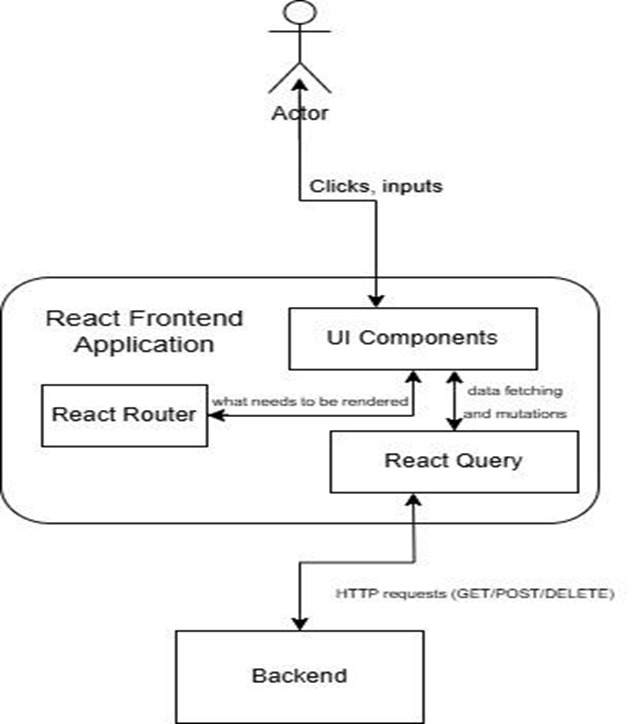 Actor
Clicks, inputs
React Frontend
Application
UI Components
React Router
what needs to be rendered
data fetching
and mutations
React Query
HTTP requests (GET/POST/DELETE)
Backend